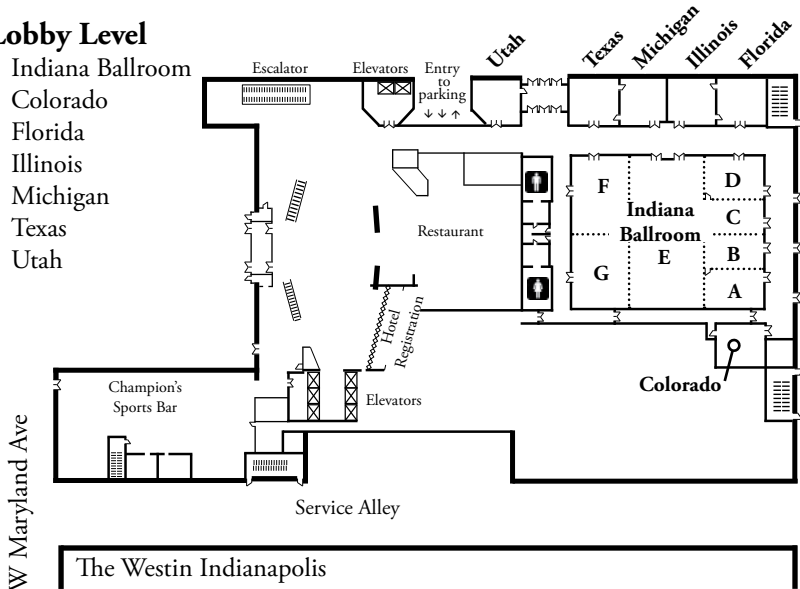 Lobby Level
Indiana Ballroom
Colorado
Florida
Illinois
Michigan
Texas
Utah
Escalator
Elevators
Entry
to
parking
Utah
Texas
Michigan
Illinois
Florida
Restaurant
F
G
Indiana
Ballroom
E
D
C
B
A
Hotel
Registration
Colorado
Champion's
Sports Bar
Elevators
Service Alley
W Maryland Ave
The Westin Indianapolis